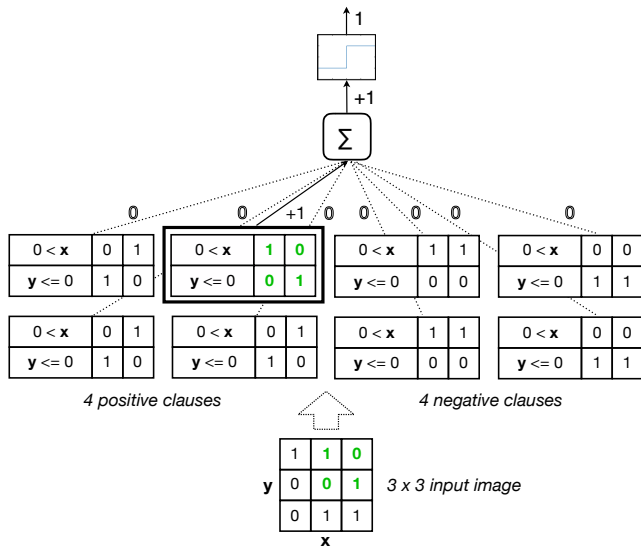 1
+1
Σ
0 0 +1 0 0 0 0 0
0 < x 0 1 0 < x 1 0 0 < x 1 1 0 < x 0 0
y <= 0 1 0 y <= 0 0 1 y <= 0 0 0 y <= 0 1 1
0 < x 0 1 0 < x 0 1 0 < x 1 1 0 < x 0 0
y <= 0 1 0 y <= 0 1 0 y <= 0 0 0 y <= 0 1 1
4 positive clauses 4 negative clauses
1 1 0
y 0 0 1 3 x 3 input image
0 1 1
x